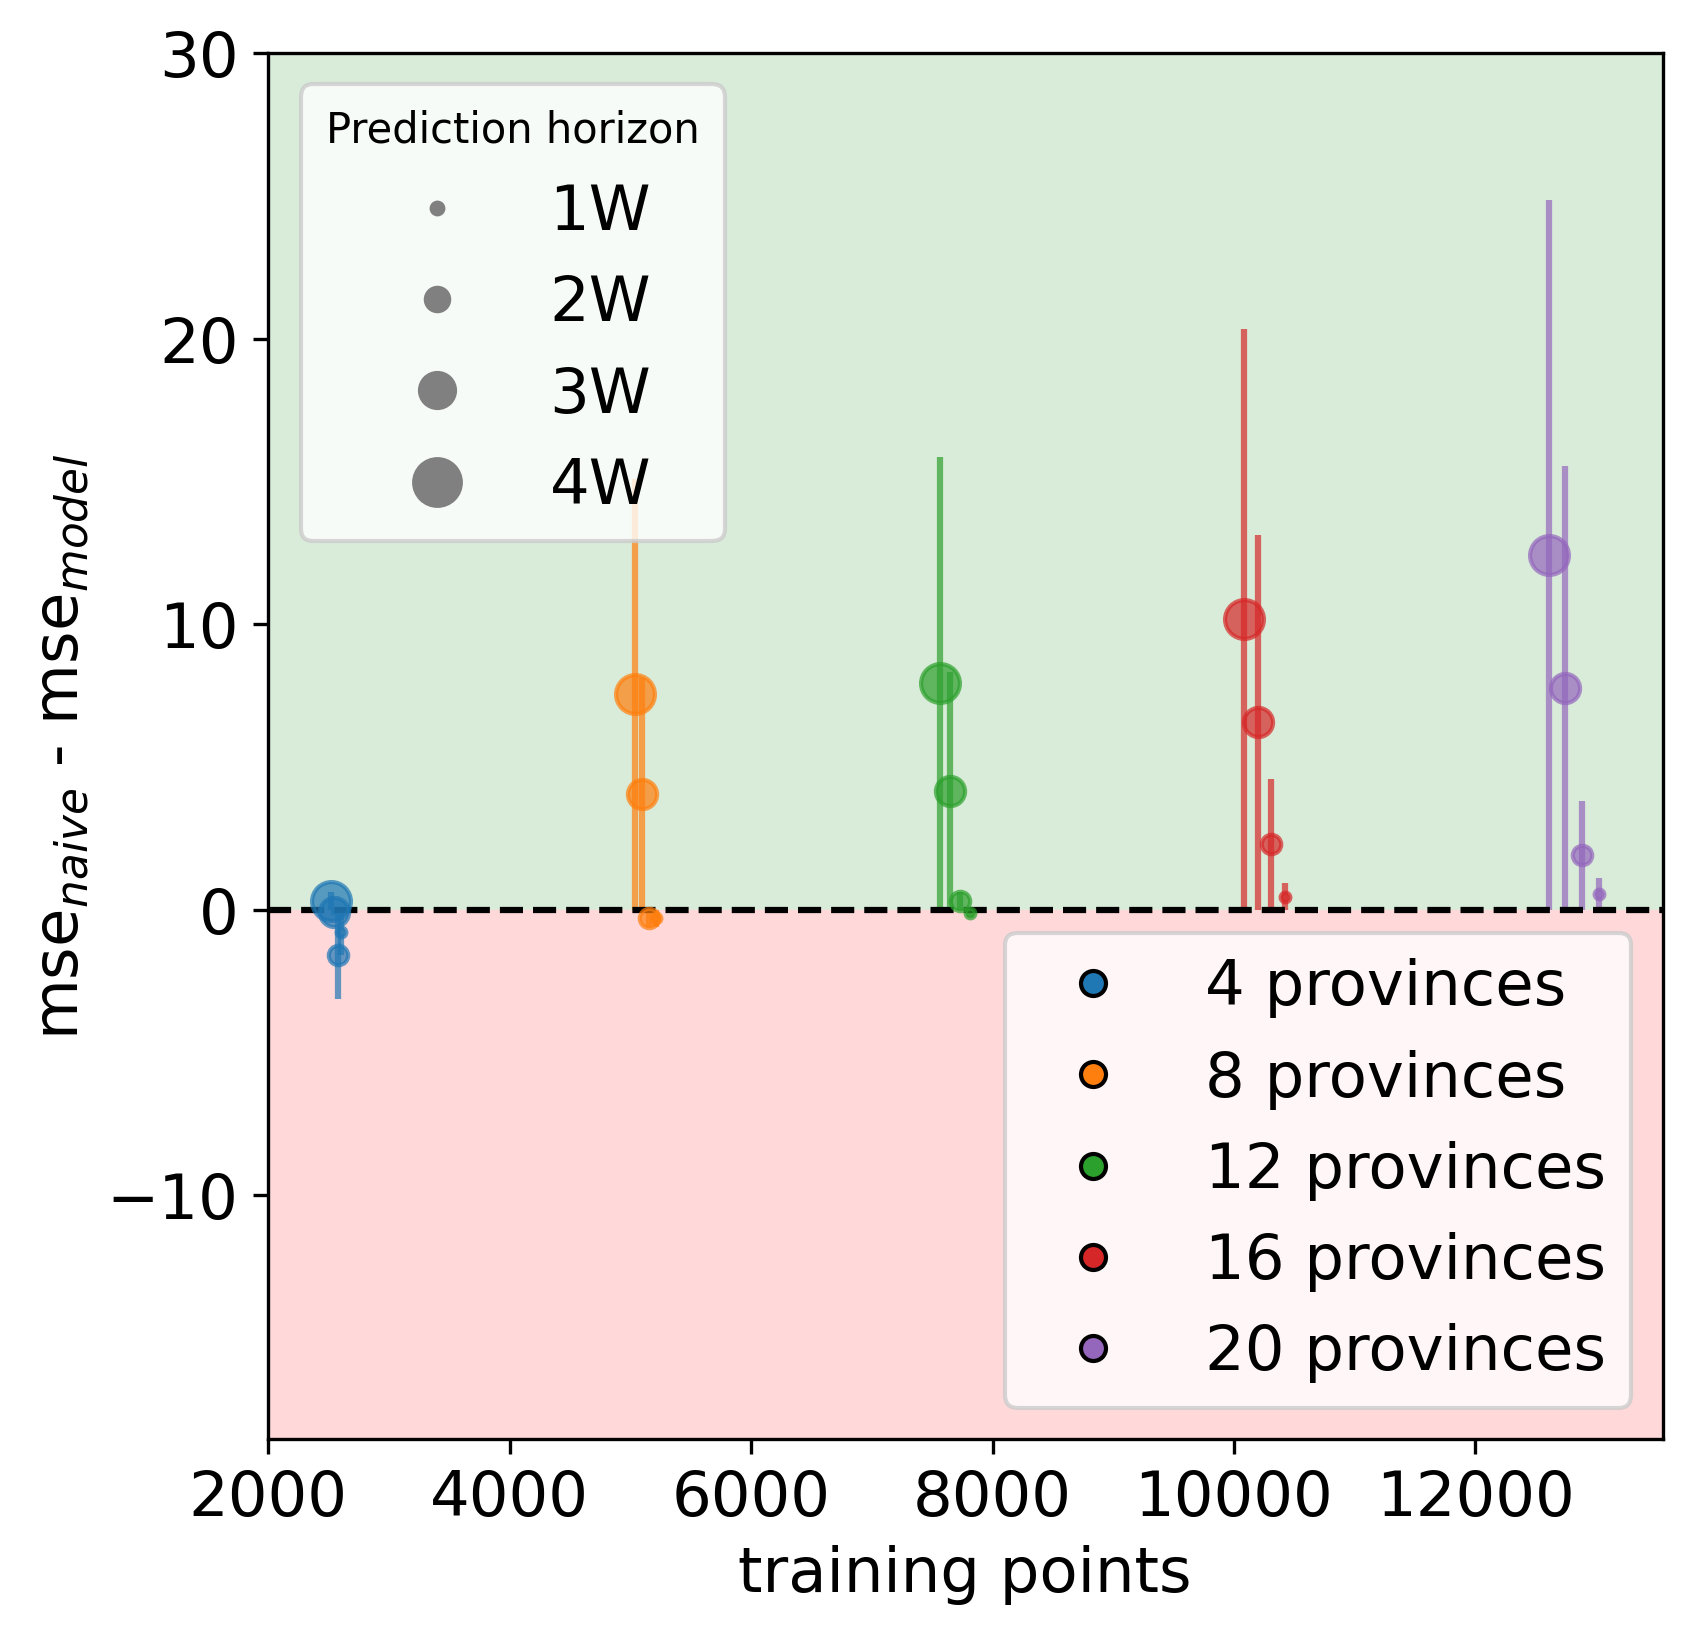 30
20
10
0
−10
mse_naive - mse_model
Prediction horizon
1W
2W
3W
4W
4 provinces
8 provinces
12 provinces
16 provinces
20 provinces
2000 4000 6000 8000 10000 12000
training points